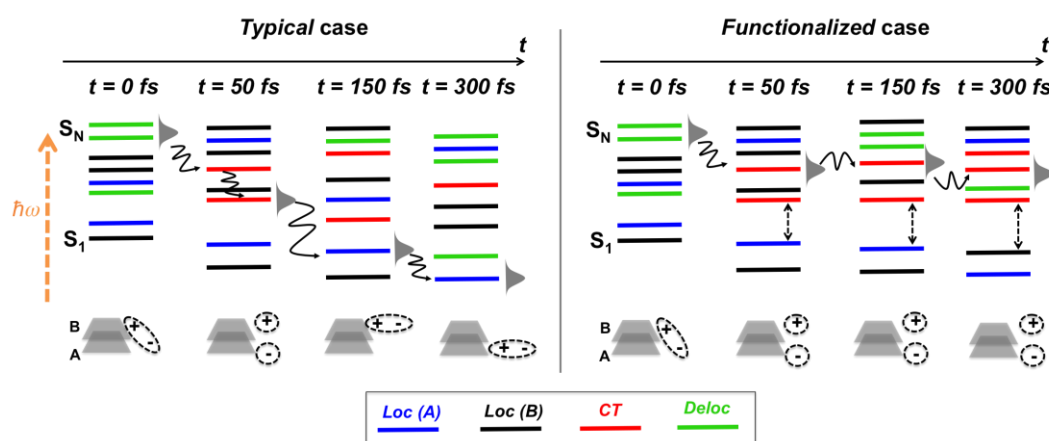 Typical case
Functionalized case
t
t
t = 0 fs
t = 50 fs
t = 150 fs
t = 300 fs
t = 0 fs
t = 50 fs
t = 150 fs
t = 300 fs
S_N
S_N
ħω
S_1
S_1
B
A
+
-
+
-
+ -
+ -
B
A
+
-
+
-
+
-
+
-
Loc (A)
Loc (B)
CT
Deloc